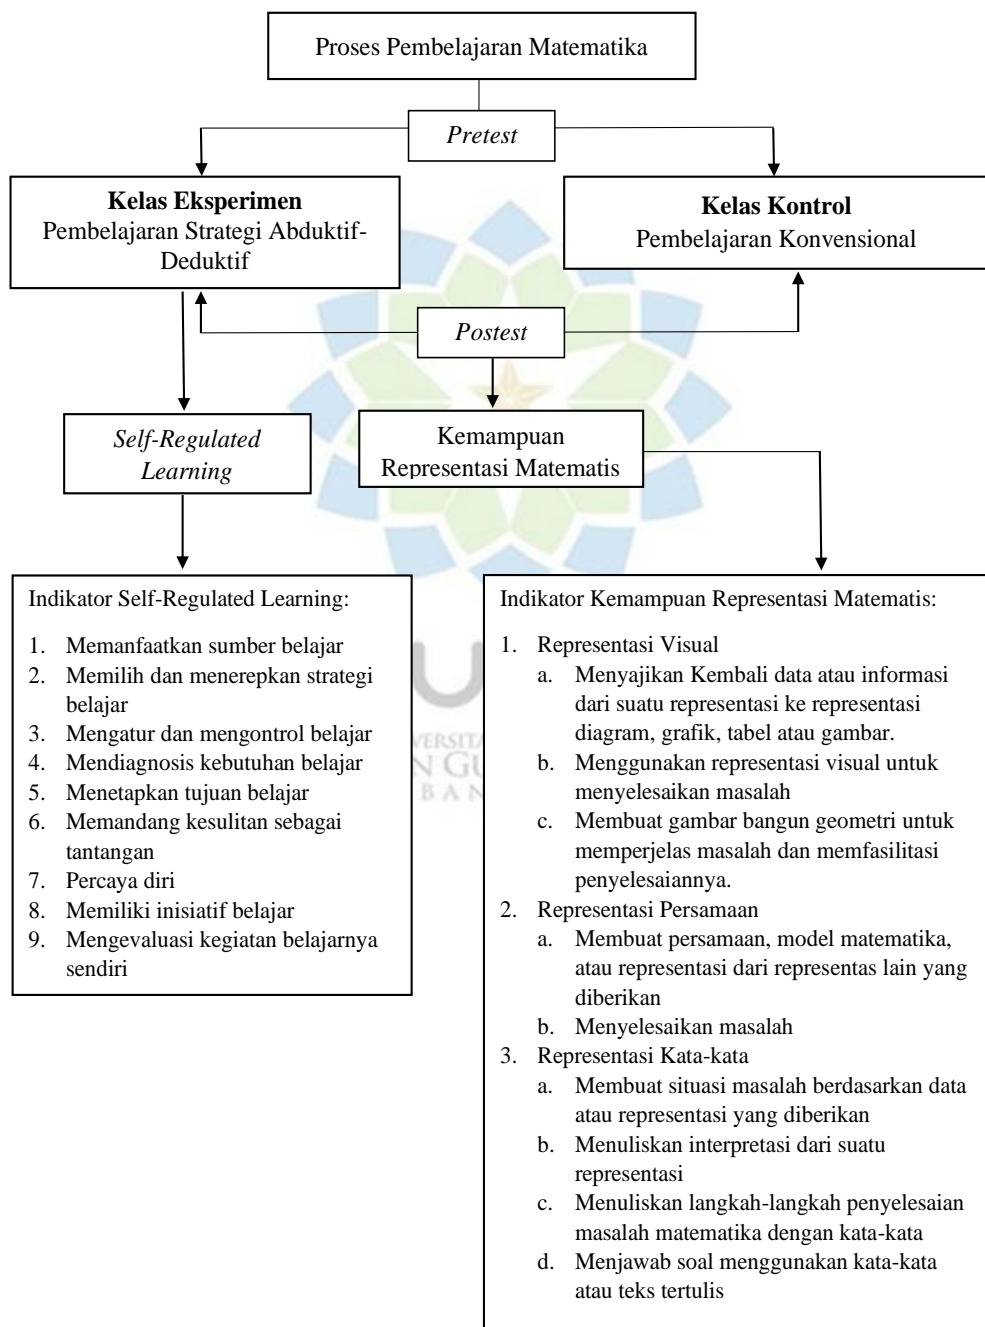 Proses Pembelajaran Matematika
Pretest
Kelas Eksperimen
Pembelajaran Strategi Abduktif-
Deduktif
Kelas Kontrol
Pembelajaran Konvensional
Postest
Self-Regulated
Learning
Kemampuan
Representasi Matematis
Indikator Self-Regulated Learning:
1. Memanfaatkan sumber belajar
2. Memilih dan menerepkan strategi
belajar
3. Mengatur dan mengontrol belajar
4. Mendiagnosis kebutuhan belajar
5. Menetapkan tujuan belajar
6. Memandang kesulitan sebagai
tantangan
7. Percaya diri
8. Memiliki inisiatif belajar
9. Mengevaluasi kegiatan belajarnya
sendiri
Indikator Kemampuan Representasi Matematis:
1. Representasi Visual
a. Menyajikan Kembali data atau informasi
dari suatu representasi ke representasi
diagram, grafik, tabel atau gambar.
b. Menggunakan representasi visual untuk
menyelesaikan masalah
c. Membuat gambar bangun geometri untuk
memperjelas masalah dan memfasilitasi
penyelesaiannya.
2. Representasi Persamaan
a. Membuat persamaan, model matematika,
atau representasi dari representas lain yang
diberikan
b. Menyelesaikan masalah
3. Representasi Kata-kata
a. Membuat situasi masalah berdasarkan data
atau representasi yang diberikan
b. Menuliskan interpretasi dari suatu
representasi
c. Menuliskan langkah-langkah penyelesaian
masalah matematika dengan kata-kata
d. Menjawab soal menggunakan kata-kata
atau teks tertulis